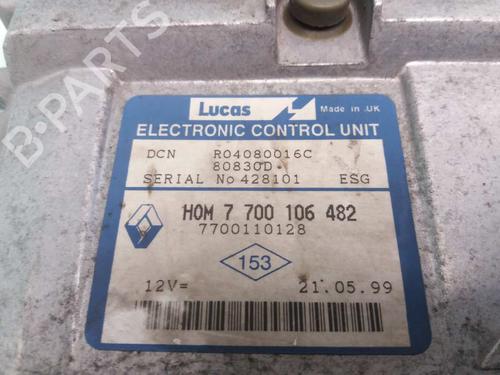 Lucas Made in .UK
ELECTRONIC CONTROL UNIT
DCN R04080016C
80830D
SERIAL No 428101 ESG
HOM 7 700 106 482
7700110128
153
12V= 21.05.99
B-PARTS